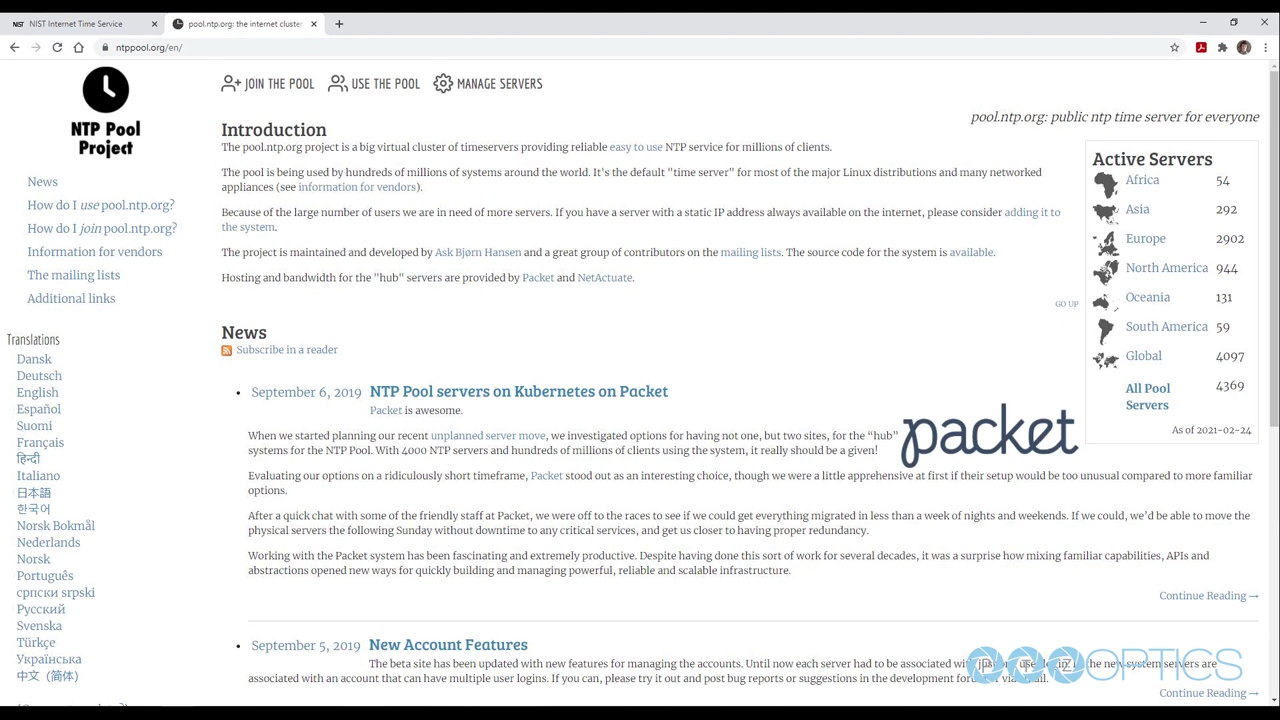 NIST NIST Internet Time Service
pool.ntp.org: the internet cluster
ntppool.org/en/
NTP Pool
Project
News
How do I use pool.ntp.org?
How do I join pool.ntp.org?
Information for vendors
The mailing lists
Additional links
Translations
Dansk
Deutsch
English
Español
Suomi
Français
हिन्दी
Italiano
日本語
한국어
Norsk Bokmål
Nederlands
Norsk
Português
српски srpski
Русский
Svenska
Türkçe
Українська
中文（简体）
JOIN THE POOL USE THE POOL MANAGE SERVERS
pool.ntp.org: public ntp time server for everyone
Introduction
The pool.ntp.org project is a big virtual cluster of timeservers providing reliable easy to use NTP service for millions of clients.
The pool is being used by hundreds of millions of systems around the world. It's the default "time server" for most of the major Linux distributions and many networked
appliances (see information for vendors).
Because of the large number of users we are in need of more servers. If you have a server with a static IP address always available on the internet, please consider adding it to
the system.
The project is maintained and developed by Ask Bjørn Hansen and a great group of contributors on the mailing lists. The source code for the system is available.
Hosting and bandwidth for the "hub" servers are provided by Packet and NetActuate.
GO UP
Active Servers
Africa 54
Asia 292
Europe 2902
North America 944
Oceania 131
South America 59
Global 4097
All Pool 4369
Servers
As of 2021-02-24
News
Subscribe in a reader
September 6, 2019 NTP Pool servers on Kubernetes on Packet
Packet is awesome.
packet
When we started planning our recent unplanned server move, we investigated options for having not one, but two sites, for the “hub”
systems for the NTP Pool. With 4000 NTP servers and hundreds of millions of clients using the system, it really should be a given!
Evaluating our options on a ridiculously short timeframe, Packet stood out as an interesting choice, though we were a little apprehensive at first if their setup would be too unusual compared to more familiar
options.
After a quick chat with some of the friendly staff at Packet, we were off to the races to see if we could get everything migrated in less than a week of nights and weekends. If we could, we’d be able to move the
physical servers the following Sunday without downtime to any critical services, and get us closer to having proper redundancy.
Working with the Packet system has been fascinating and extremely productive. Despite having done this sort of work for several decades, it was a surprise how mixing familiar capabilities, APIs and
abstractions opened new ways for quickly building and managing powerful, reliable and scalable infrastructure.
Continue Reading →
September 5, 2019 New Account Features
The beta site has been updated with new features for managing the accounts. Until now each server had to be associated the new system servers are
associated with an account that can have multiple user logins. If you can, please try it out and post bug reports or suggestions in the development
PTZOPTICS
Continue Reading →